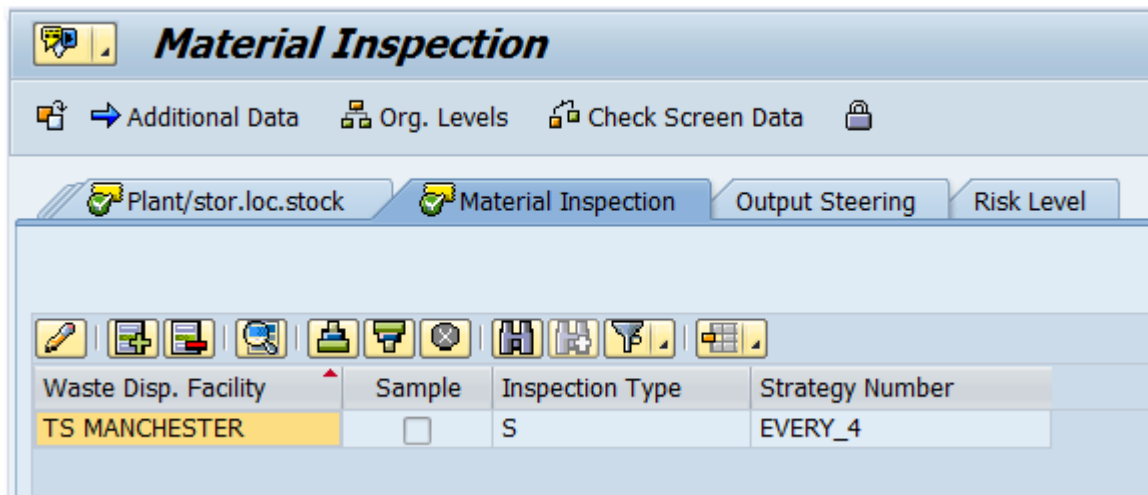 Material Inspection
Additional Data Org. Levels Check Screen Data
Plant/stor.loc.stock Material Inspection Output Steering Risk Level
Waste Disp. Facility Sample Inspection Type Strategy Number
TS MANCHESTER S EVERY_4